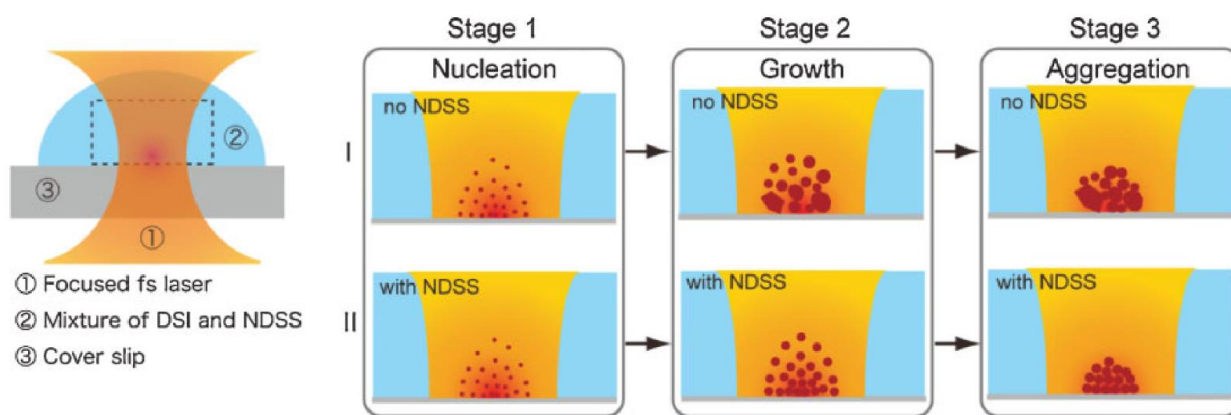 Stage 1
Stage 2
Stage 3
Nucleation
Growth
Aggregation
no NDSS
no NDSS
no NDSS
I
②
③
①
with NDSS
with NDSS
with NDSS
II
① Focused fs laser
② Mixture of DSI and NDSS
③ Cover slip